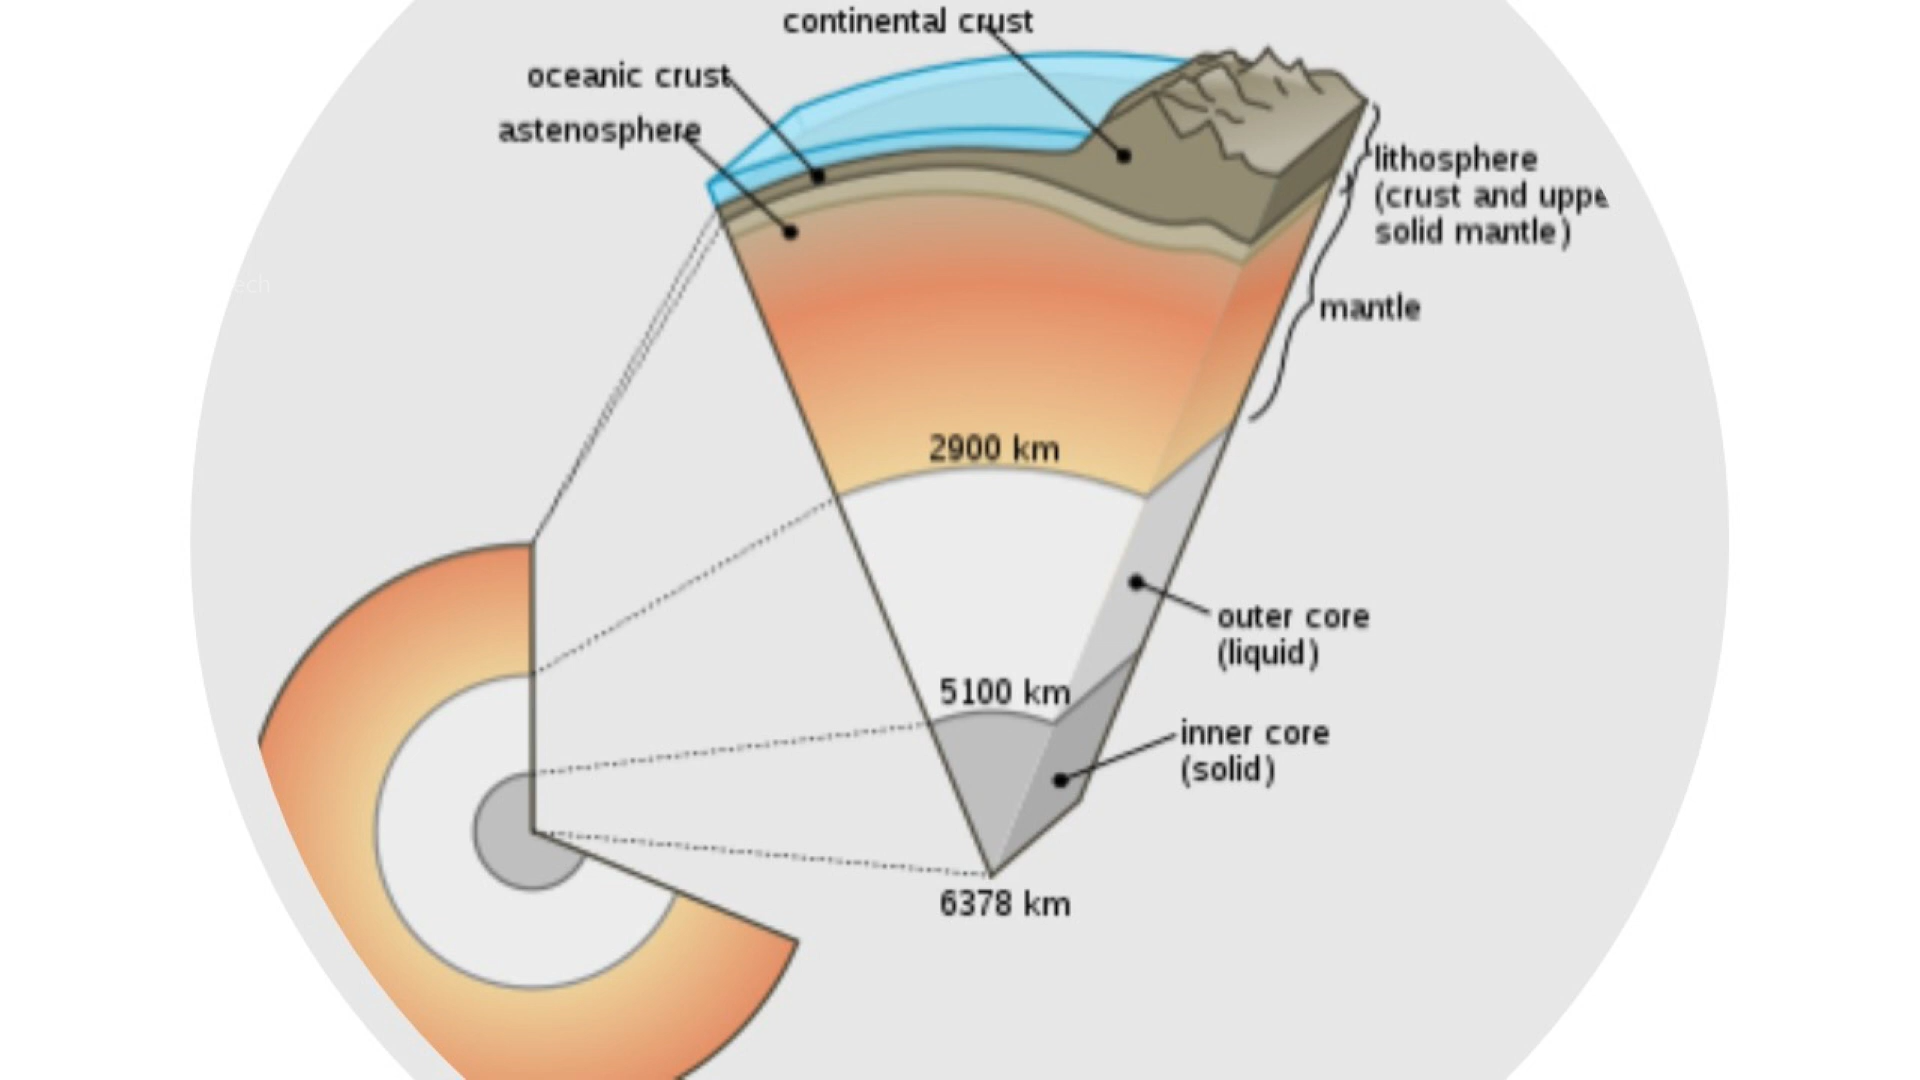 continental crust
oceanic crust
astenosphere
lithosphere
(crust and uppe
solid mantle)
mantle
2900 km
outer core
(liquid)
5100 km
inner core
(solid)
6378 km